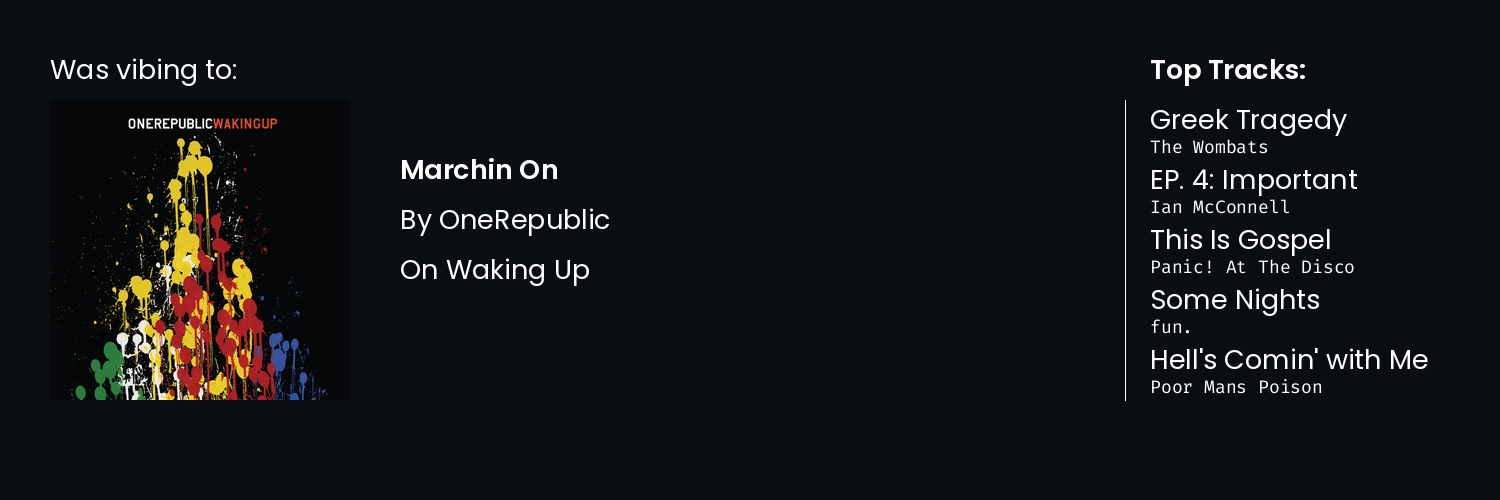 Was vibing to:
ONEREPUBLICWAKINGUP
Marchin On
By OneRepublic
On Waking Up
Top Tracks:
Greek Tragedy
The Wombats
EP. 4: Important
Ian McConnell
This Is Gospel
Panic! At The Disco
Some Nights
fun.
Hell's Comin' with Me
Poor Mans Poison